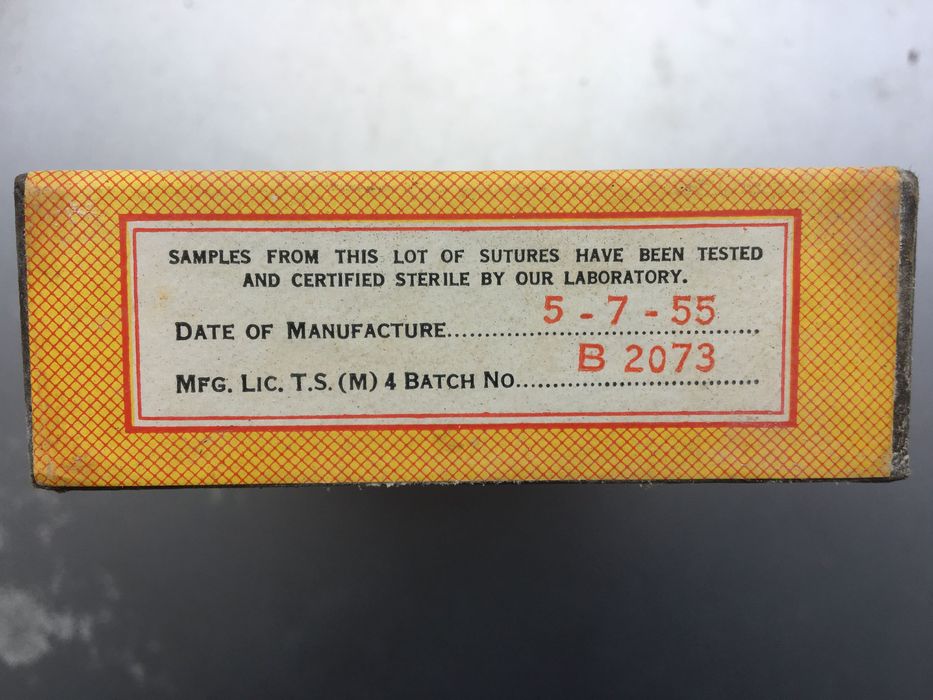 SAMPLES FROM THIS LOT OF SUTURES HAVE BEEN TESTED
AND CERTIFIED STERILE BY OUR LABORATORY.
DATE OF MANUFACTURE........ 5 - 7 - 55
MFG. LIC. T.S. (M) 4 BATCH NO........ B 2073